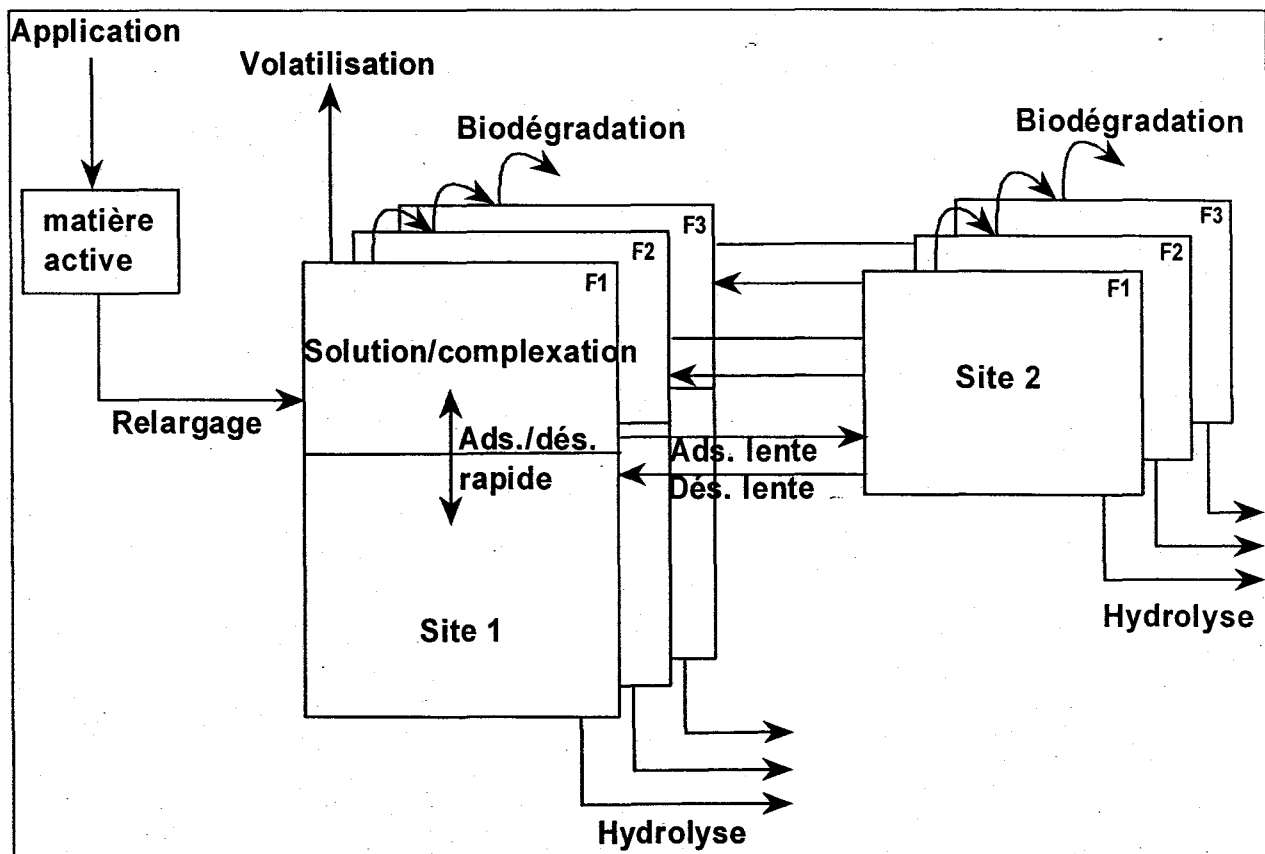 Application
Volatilisation
Biodégradation
Biodégradation
matière
active
F3
F2
F1
F3
F2
F1
Solution/complexation
Site 2
Relargage
Ads./dés.
rapide
Ads. lente
Dés. lente
Site 1
Hydrolyse
Hydrolyse